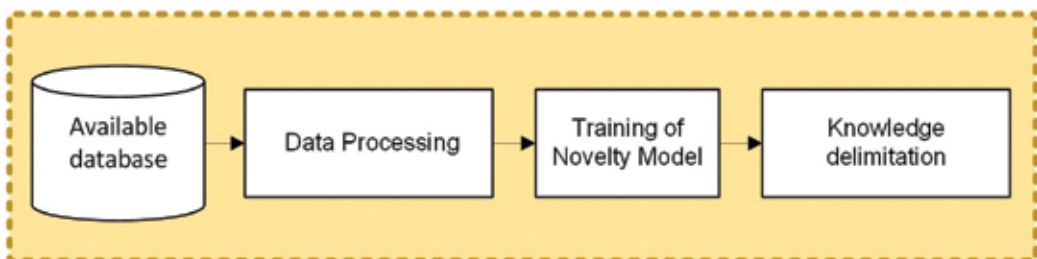 Available
database
Data Processing
Training of
Novelty Model
Knowledge
delimitation